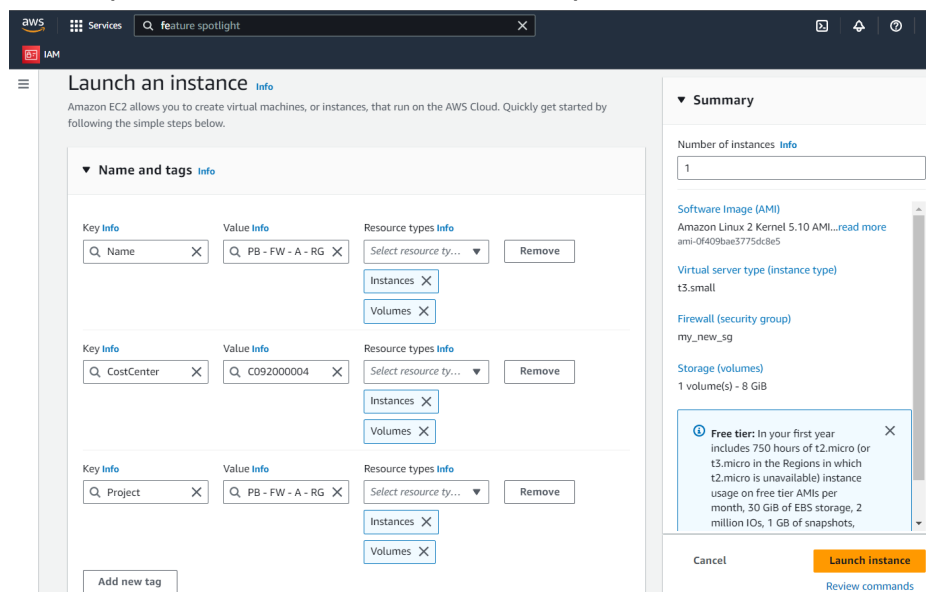 aws
Services
feature spotlight
IAM
Launch an instance Info
Amazon EC2 allows you to create virtual machines, or instances, that run on the AWS Cloud. Quickly get started by
following the simple steps below.
Name and tags Info
Key Info
Value Info
Resource types Info
Name
PB - FW - A - RG
Select resource ty...
Remove
Instances
Volumes
Key Info
Value Info
Resource types Info
CostCenter
C092000004
Select resource ty...
Remove
Instances
Volumes
Key Info
Value Info
Resource types Info
Project
PB - FW - A - RG
Select resource ty...
Remove
Instances
Volumes
Add new tag
Summary
Number of instances Info
1
Software Image (AMI)
Amazon Linux 2 Kernel 5.10 AMI...read more
ami-0f409bae3775dc8e5
Virtual server type (instance type)
t3.small
Firewall (security group)
my_new_sg
Storage (volumes)
1 volume(s) - 8 GiB
Free tier: In your first year
includes 750 hours of t2.micro (or
t3.micro in the Regions in which
t2.micro is unavailable) instance
usage on free tier AMIs per
month, 30 GiB of EBS storage, 2
million IOs, 1 GB of snapshots,
Cancel
Launch instance
Review commands